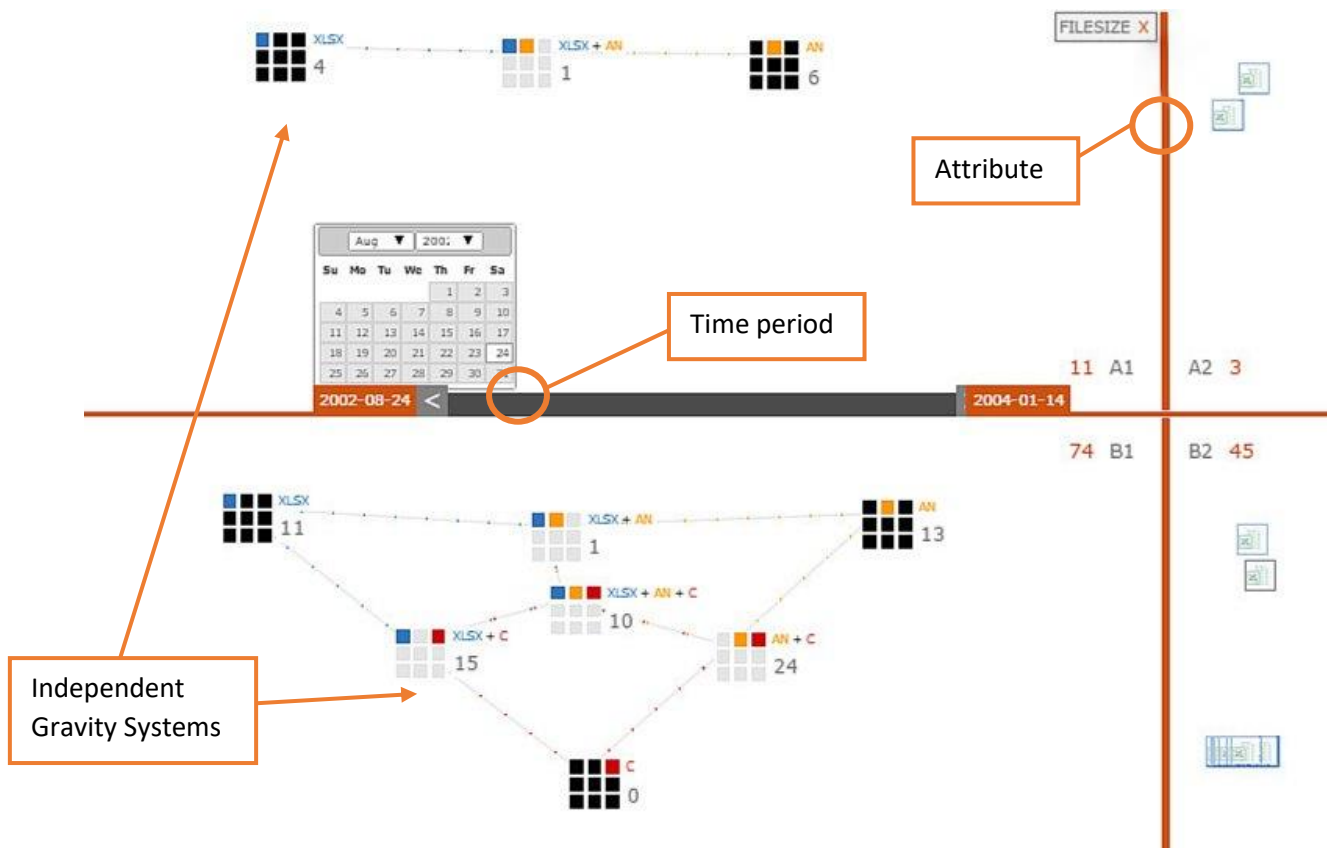 XLSX
4
XLSX + AN
1
AN
6
FILESIZE X
Attribute
Aug ▼ 2002 ▼
Su Mo Tu We Th Fr Sa
1 2 3
4 5 6 7 8 9 10
11 12 13 14 15 16 17
18 19 20 21 22 23 24
25 26 27 28 29 30
Time period
11 A1
A2 3
2002-08-24 <
2004-01-14
74 B1
B2 45
XLSX
11
XLSX + AN
1
AN
13
XLSX + AN + C
10
XLSX + C
15
AN + C
24
Independent
Gravity Systems
C
0